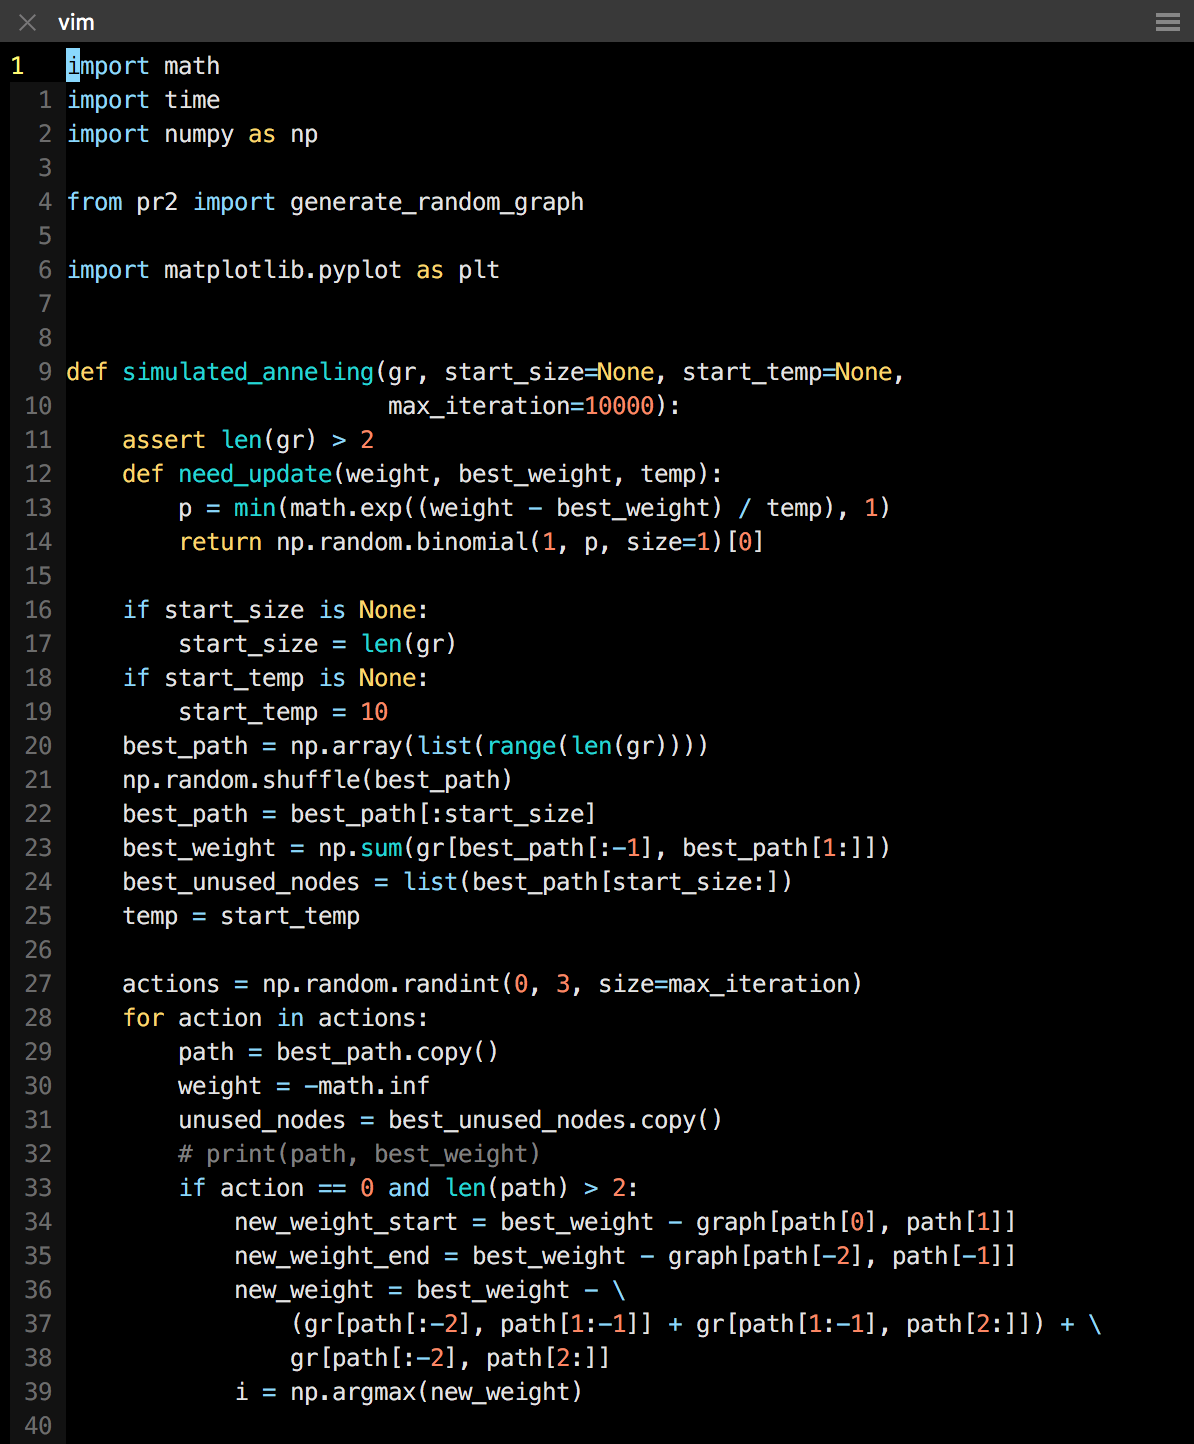 vim
1 import math
1 import time
2 import numpy as np
3
4 from pr2 import generate_random_graph
5
6 import matplotlib.pyplot as plt
7
8
9 def simulated_anneling(gr, start_size=None, start_temp=None,
10                        max_iteration=10000):
11     assert len(gr) > 2
12     def need_update(weight, best_weight, temp):
13         p = min(math.exp((weight - best_weight) / temp), 1)
14         return np.random.binomial(1, p, size=1)[0]
15
16     if start_size is None:
17         start_size = len(gr)
18     if start_temp is None:
19         start_temp = 10
20     best_path = np.array(list(range(len(gr))))
21     np.random.shuffle(best_path)
22     best_path = best_path[:start_size]
23     best_weight = np.sum(gr[best_path[:-1], best_path[1:]])
24     best_unused_nodes = list(best_path[start_size:])
25     temp = start_temp
26
27     actions = np.random.randint(0, 3, size=max_iteration)
28     for action in actions:
29         path = best_path.copy()
30         weight = -math.inf
31         unused_nodes = best_unused_nodes.copy()
32         # print(path, best_weight)
33         if action == 0 and len(path) > 2:
34             new_weight_start = best_weight - graph[path[0], path[1]]
35             new_weight_end = best_weight - graph[path[-2], path[-1]]
36             new_weight = best_weight - \
37                 (gr[path[:-2], path[1:-1]] + gr[path[1:-1], path[2:]]) + \
38                 gr[path[:-2], path[2:]]
39             i = np.argmax(new_weight)
40